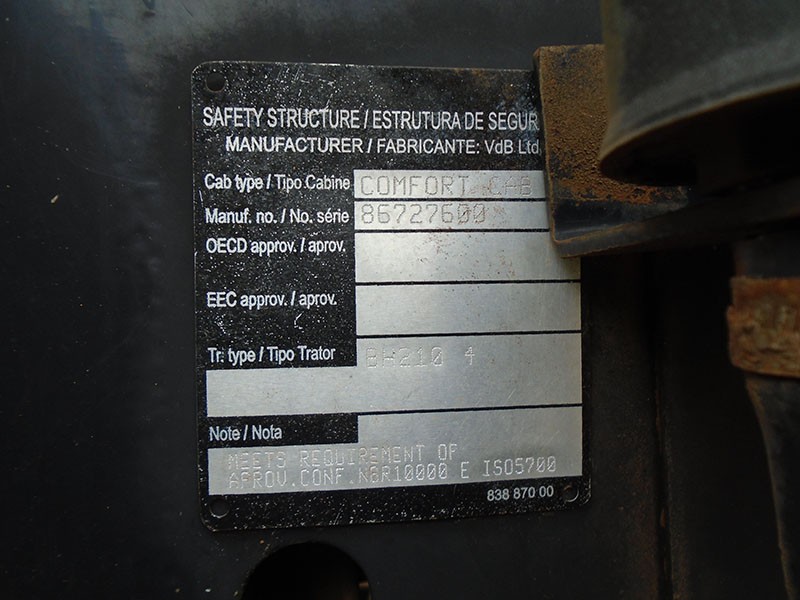 SAFETY STRUCTURE / ESTRUTURA DE SEGUR
MANUFACTURER / FABRICANTE: VdB Ltd
Cab type / Tipo Cabine COMFORT CAB
Manuf. no. / No. série 86727600
OECD approv. / aprov.
EEC approv. / aprov.
Tr. type / Tipo Trator BH210 4
Note / Nota
MEETS REQUIREMENT OF
APROV.CONF.NBR10000 E ISO5700
838 870 00